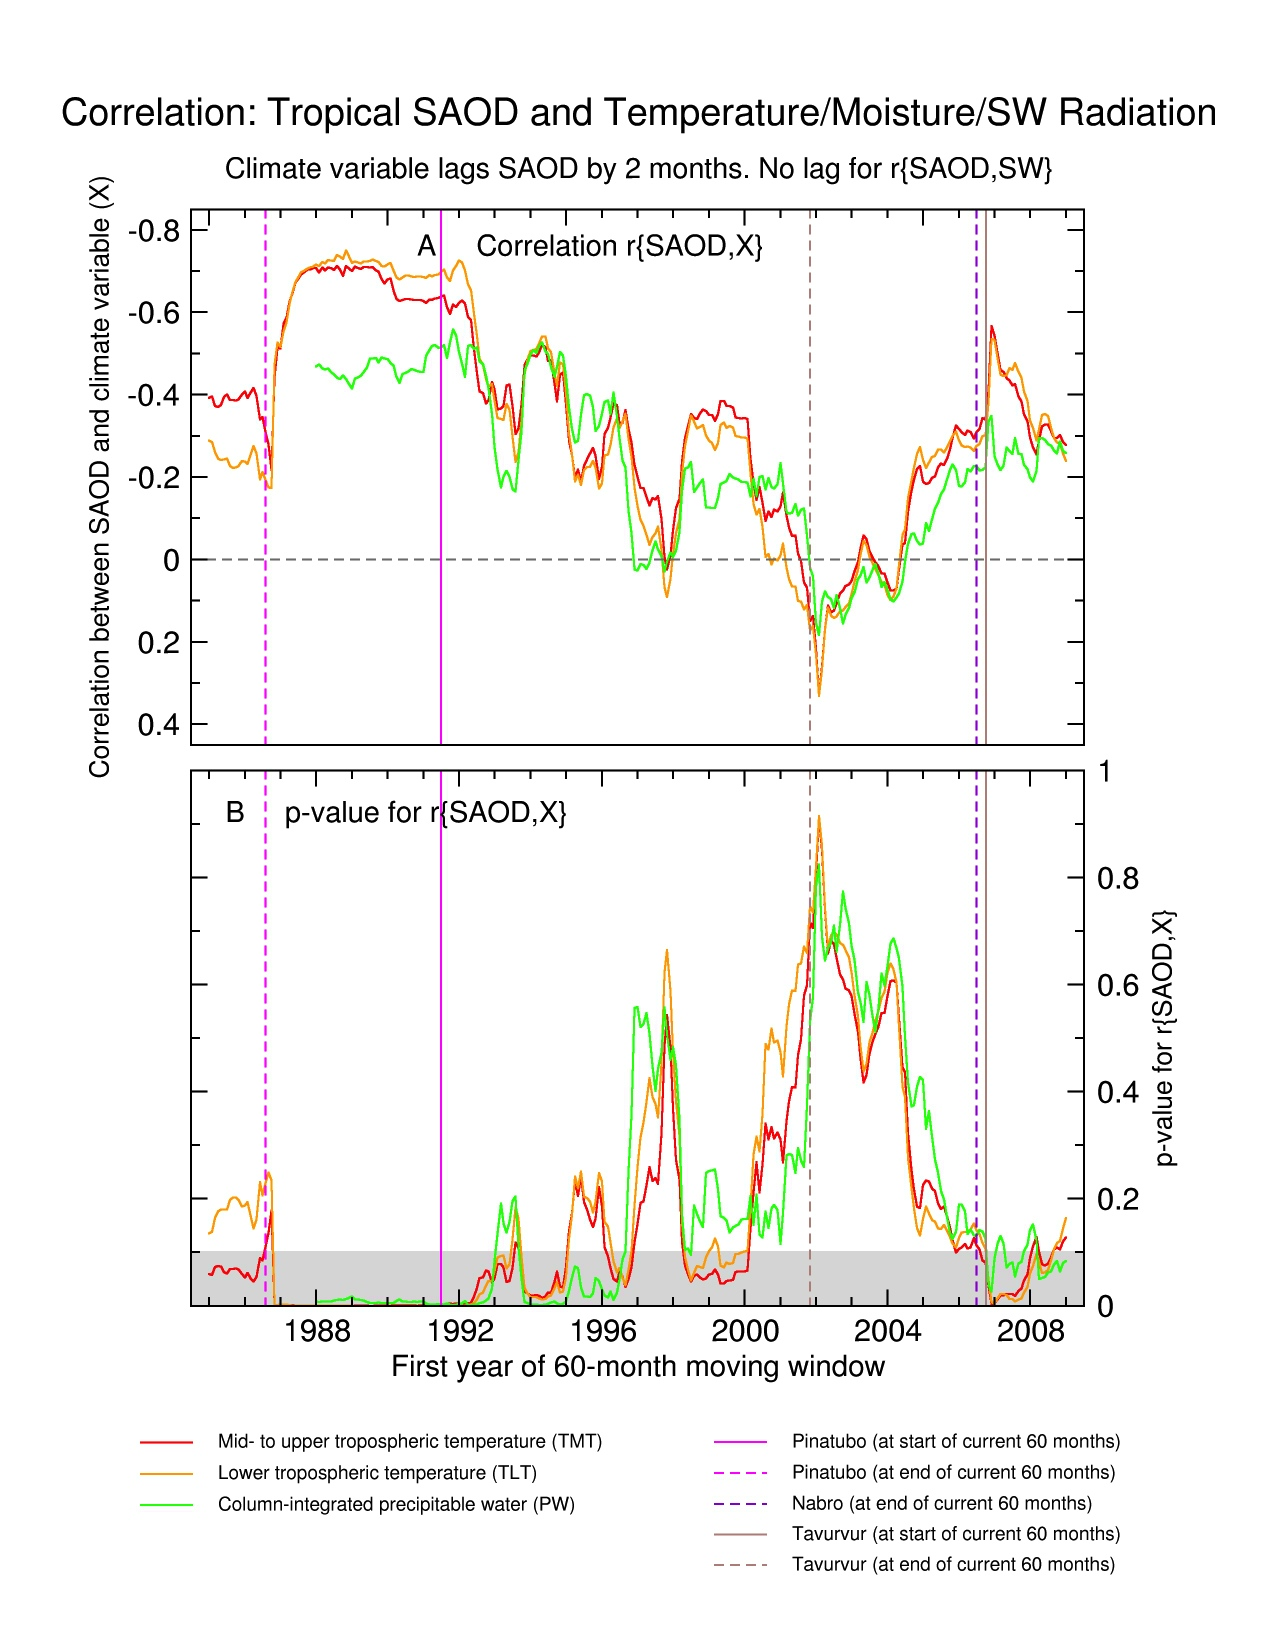 Correlation: Tropical SAOD and Temperature/Moisture/SW Radiation
Climate variable lags SAOD by 2 months. No lag for r{SAOD,SW}
Correlation between SAOD and climate variable (X)
A
Correlation r{SAOD,X}
-0.8
-0.6
-0.4
-0.2
0
0.2
0.4
B
p-value for r{SAOD,X}
1
0.8
0.6
0.4
0.2
0
p-value for r{SAOD,X}
1988 1992 1996 2000 2004 2008
First year of 60-month moving window
Mid- to upper tropospheric temperature (TMT)
Lower tropospheric temperature (TLT)
Column-integrated precipitable water (PW)
Pinatubo (at start of current 60 months)
Pinatubo (at end of current 60 months)
Nabro (at end of current 60 months)
Tavurvur (at start of current 60 months)
Tavurvur (at end of current 60 months)